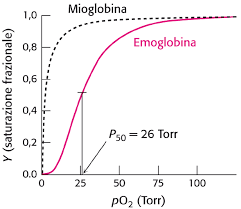 Mioglobina
Emoglobina
Y (saturazione frazionale)
1,0
0,8
0,6
0,4
0,2
0,0
P50 = 26 Torr
0
25
50
75
100
pO2 (Torr)